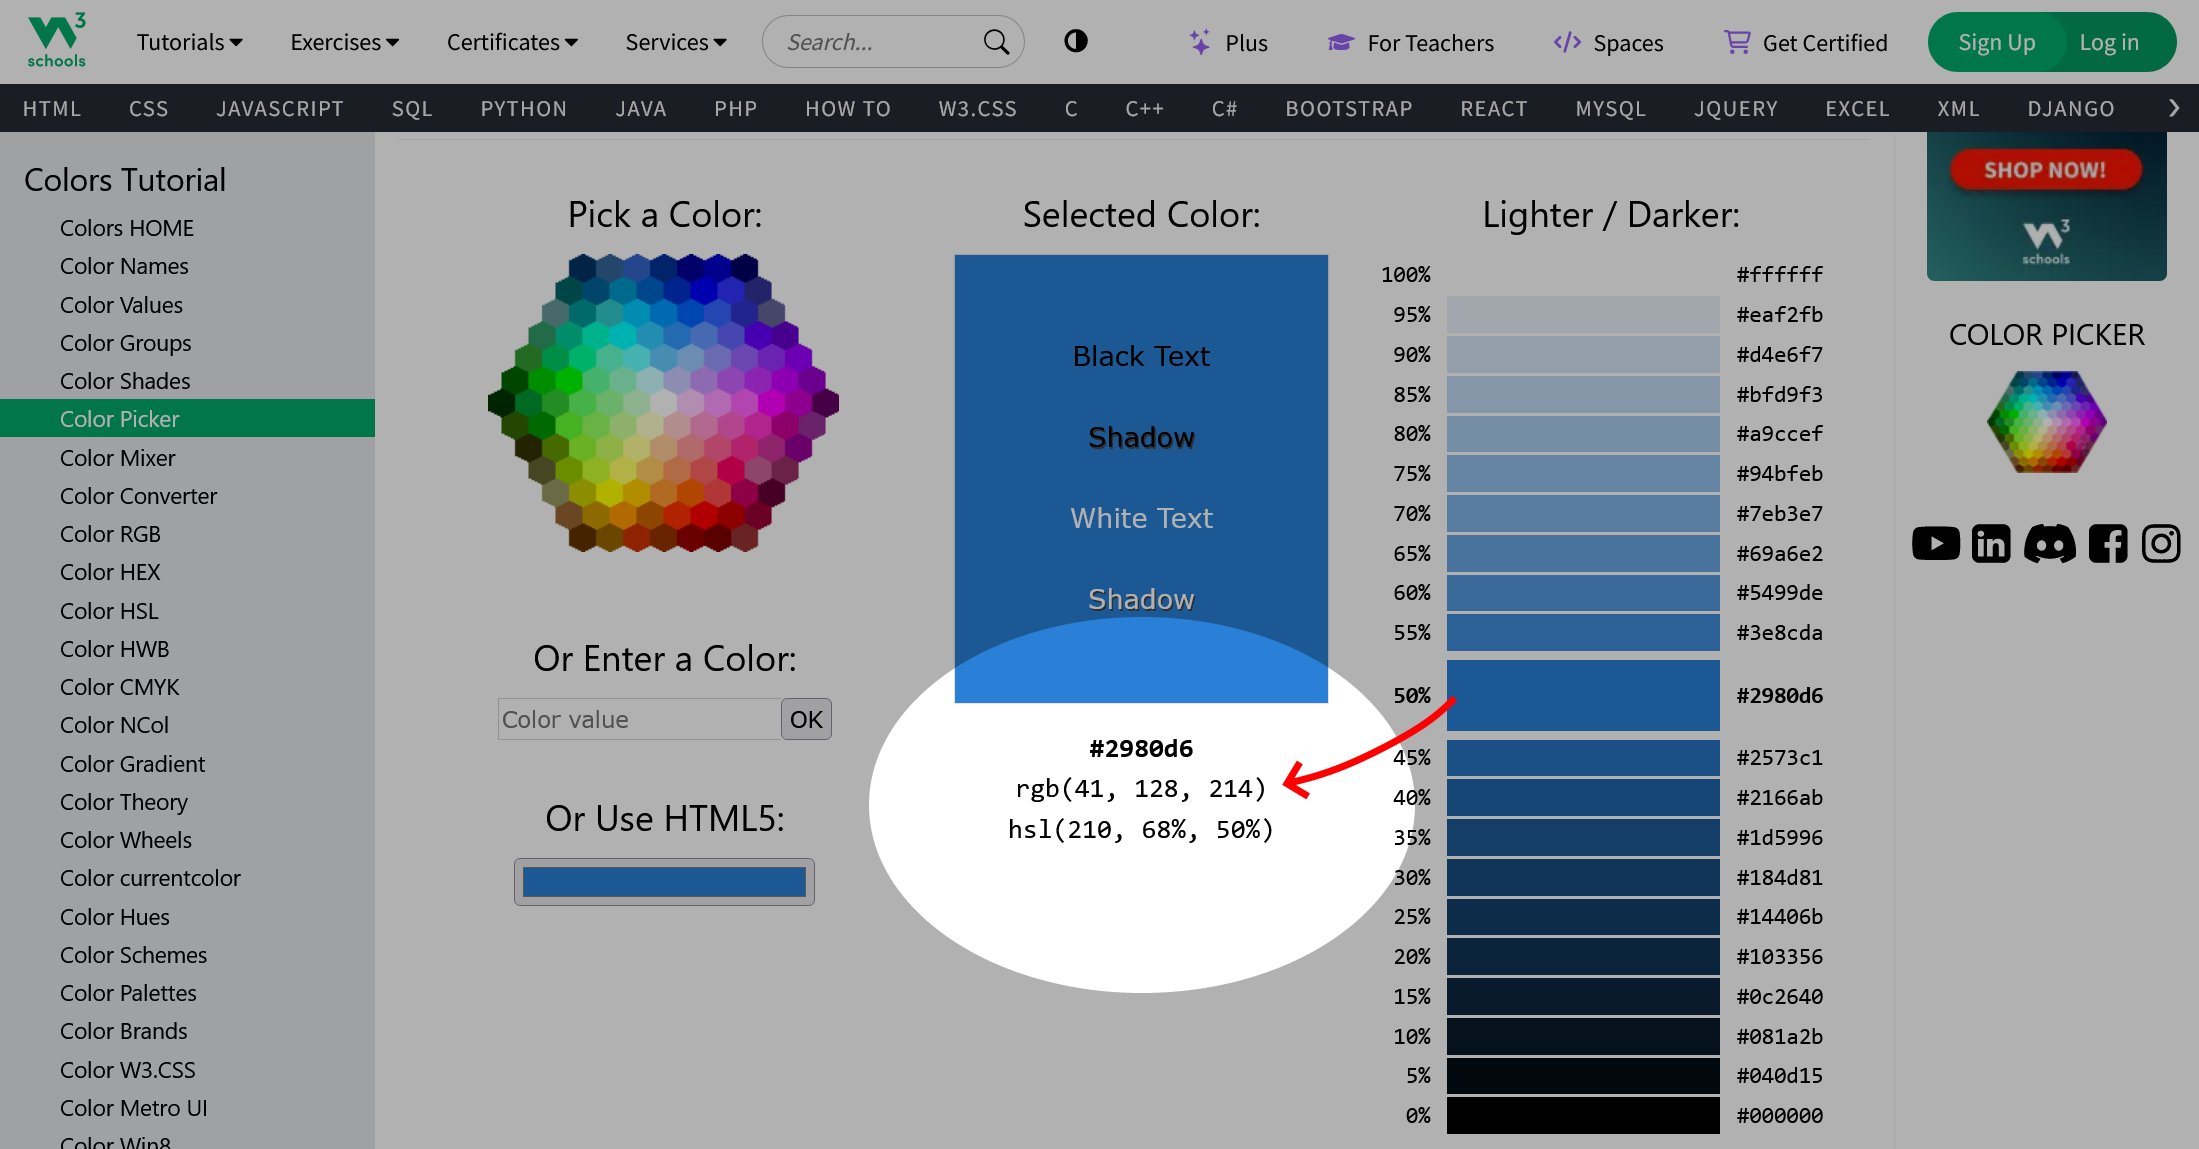 W3
schools
Tutorials
Exercises
Certificates
Services
Search...
Plus
For Teachers
Spaces
Get Certified
Sign Up
Log in
HTML
CSS
JAVASCRIPT
SQL
PYTHON
JAVA
PHP
HOW TO
W3.CSS
C
C++
C#
BOOTSTRAP
REACT
MYSQL
JQUERY
EXCEL
XML
DJANGO
Colors Tutorial
Colors HOME
Color Names
Color Values
Color Groups
Color Shades
Color Picker
Color Mixer
Color Converter
Color RGB
Color HEX
Color HSL
Color HWB
Color CMYK
Color NCol
Color Gradient
Color Theory
Color Wheels
Color currentcolor
Color Hues
Color Schemes
Color Palettes
Color Brands
Color W3.CSS
Color Metro UI
Color Win8
Pick a Color:
Or Enter a Color:
Color value
OK
Or Use HTML5:
Selected Color:
Black Text
Shadow
White Text
Shadow
#2980d6
rgb(41, 128, 214)
hsl(210, 68%, 50%)
Lighter / Darker:
100% #ffffff
95% #eaf2fb
90% #d4e6f7
85% #bfd9f3
80% #a9ccef
75% #94bfeb
70% #7eb3e7
65% #69a6e2
60% #5499de
55% #3e8cda
50% #2980d6
45% #2573c1
40% #2166ab
35% #1d5996
30% #184d81
25% #14406b
20% #103356
15% #0c2640
10% #081a2b
5% #040d15
0% #000000
SHOP NOW!
W3
schools
COLOR PICKER
in